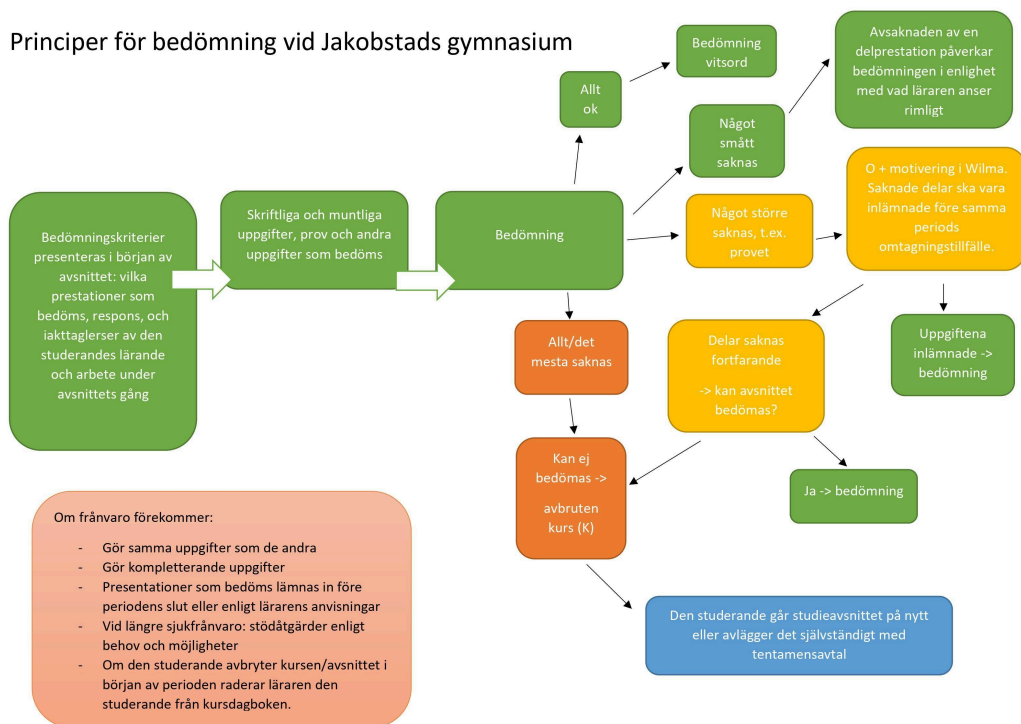 Principer för bedömning vid Jakobstads gymnasium
Bedömningskriterier
presenteras i början av
avsnittet: vilka
prestationer som
bedöms, respons, och
iakttaglerser av den
studerandes lärande
och arbete under
avsnittets gång
Skriftliga och muntliga
uppgifter, prov och andra
uppgifter som bedöms
Bedömning
Allt
ok
Bedömning
vitsord
Något
smått
saknas
Avsaknaden av en
delprestation påverkar
bedömningen i enlighet
med vad läraren anser
rimligt
Något större
saknas, t.ex.
provet
O + motivering i Wilma.
Saknade delar ska vara
inlämnade före samma
periods
omtagningstillfälle.
Uppgiftena
inlämnade ->
bedömning
Delar saknas
fortfarande
-> kan avsnittet
bedömas?
Ja -> bedömning
Allt/det
mesta saknas
Kan ej
bedömas ->
avbruten
kurs (K)
Den studerande går studieavsnittet på nytt
eller avlägger det självständigt med
tentamensavtal
Om frånvaro förekommer:
- Gör samma uppgifter som de andra
- Gör kompletterande uppgifter
- Presentationer som bedöms lämnas in före
periodens slut eller enligt lärarens anvisningar
- Vid längre sjukfrånvaro: stödåtgärder enligt
behov och möjligheter
- Om den studerande avbryter kursen/avsnittet i
början av perioden raderar läraren den
studerande från kursdagboken.